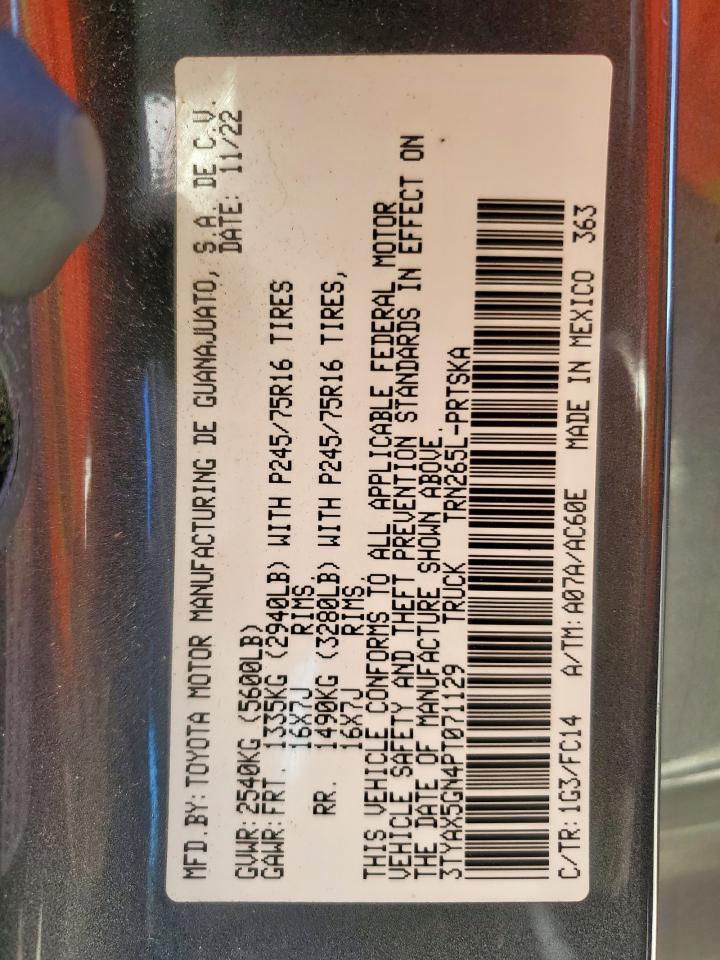 MFD.BY: TOYOTA MOTOR MANUFACTURING DE GUANAJUATO, S.A. DE C.V.
DATE: 11/22
GVWR: 2540KG (5600LB)
GAWR: FRT. 1335KG (2940LB) WITH P245/75R16 TIRES
16X7J RIMS.
RR. 1490KG (3280LB) WITH P245/75R16 TIRES,
16X7J RIMS.
THIS VEHICLE CONFORMS TO ALL APPLICABLE FEDERAL MOTOR
VEHICLE SAFETY AND THEFT PREVENTION STANDARDS IN EFFECT ON
THE DATE OF MANUFACTURE SHOWN ABOVE.
3TYAX5GN4PT071129 TRUCK TRN265L-PRTSKA
C/TR: 1G3/FC14 A/TM: A07A/AC60E MADE IN MEXICO 363